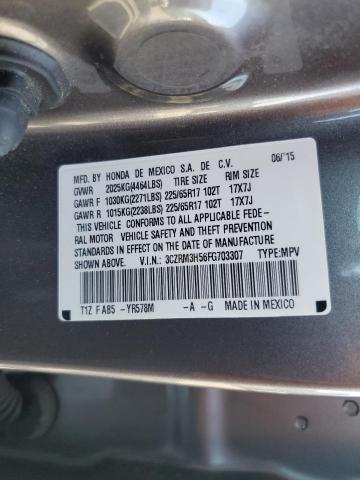 MFD. BY HONDA DE MEXICO S.A. DE C.V. 06/'15
GVWR 2025KG(4464LBS) TIRE SIZE RIM SIZE
GAWR F 1030KG(2271LBS) 225/65R17 102T 17X7J
GAWR R 1015KG(2238LBS) 225/65R17 102T 17X7J
THIS VEHICLE CONFORMS TO ALL APPLICABLE FEDE-
RAL MOTOR VEHICLE SAFETY AND THEFT PREVENTION
STANDARDS IN EFFECT ON THE DATE OF MANUFACTURE
SHOWN ABOVE. V.I.N.: 3CZRM3H56FG703307 TYPE:MPV
T1Z F AB5 -YR578M -A -G MADE IN MEXICO